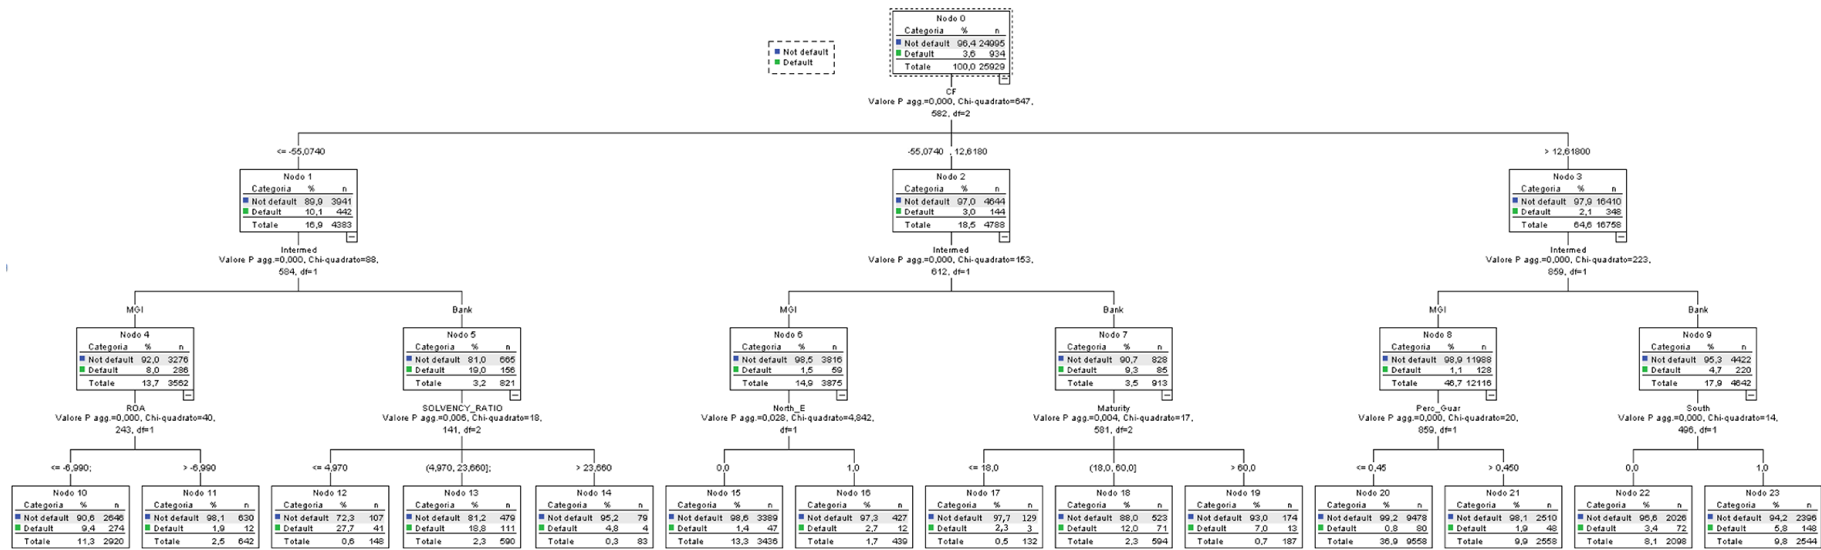 Nodo 0
Categoria % n
Not default 96,4 24995
Default 3,6 934
Totale 100,0 25929
Not default
Default
CF
Valore P agg.=0,000, Chi-quadrato=647,
582, df=2
<= -55,0740
-55,0740 , 12,6180
> 12,61800
Nodo 1
Categoria % n
Not default 89,9 3941
Default 10,1 442
Totale 16,9 4383
Nodo 2
Categoria % n
Not default 97,0 4644
Default 3,0 144
Totale 18,5 4788
Nodo 3
Categoria % n
Not default 97,9 16410
Default 2,1 348
Totale 64,6 16758
Intermed
Valore P agg.=0,000, Chi-quadrato=88,
584, df=1
Intermed
Valore P agg.=0,000, Chi-quadrato=153,
612, df=1
Intermed
Valore P agg.=0,000, Chi-quadrato=223,
859, df=1
MGI
Bank
MGI
Bank
MGI
Bank
Nodo 4
Categoria % n
Not default 92,0 3276
Default 8,0 286
Totale 13,7 3562
Nodo 5
Categoria % n
Not default 81,0 665
Default 19,0 156
Totale 3,2 821
Nodo 6
Categoria % n
Not default 98,5 3816
Default 1,5 59
Totale 14,9 3875
Nodo 7
Categoria % n
Not default 90,7 828
Default 9,3 85
Totale 3,5 913
Nodo 8
Categoria % n
Not default 98,9 11988
Default 1,1 128
Totale 46,7 12116
Nodo 9
Categoria % n
Not default 95,3 4422
Default 4,7 220
Totale 17,9 4642
ROA
Valore P agg.=0,000, Chi-quadrato=40,
243, df=1
SOLVENCY_RATIO
Valore P agg.=0,005, Chi-quadrato=18,
141, df=2
North_E
Valore P agg.=0,028, Chi-quadrato=4,842,
df=1
Maturity
Valore P agg.=0,004, Chi-quadrato=17,
581, df=2
Perc_Guar
Valore P agg.=0,000, Chi-quadrato=20,
859, df=1
South
Valore P agg.=0,000, Chi-quadrato=14,
496, df=1
<= -6,990;
> -6,990
<= 4,970
(4,970, 23,660];
> 23,660
0,0
1,0
<= 18,0
(18,0, 60,0]
> 60,0
<= 0,45
> 0,450
0,0
1,0
Nodo 10
Categoria % n
Not default 90,6 2646
Default 9,4 274
Totale 11,3 2920
Nodo 11
Categoria % n
Not default 98,1 630
Default 1,9 12
Totale 2,5 642
Nodo 12
Categoria % n
Not default 72,3 107
Default 27,7 41
Totale 0,6 148
Nodo 13
Categoria % n
Not default 81,2 479
Default 18,8 111
Totale 2,3 590
Nodo 14
Categoria % n
Not default 95,2 79
Default 4,8 4
Totale 0,3 83
Nodo 15
Categoria % n
Not default 98,6 3389
Default 1,4 47
Totale 13,3 3436
Nodo 16
Categoria % n
Not default 97,3 427
Default 2,7 12
Totale 1,7 439
Nodo 17
Categoria % n
Not default 97,7 129
Default 2,3 3
Totale 0,5 132
Nodo 18
Categoria % n
Not default 88,0 523
Default 12,0 71
Totale 2,3 594
Nodo 19
Categoria % n
Not default 93,0 174
Default 7,0 13
Totale 0,7 187
Nodo 20
Categoria % n
Not default 99,2 9478
Default 0,8 80
Totale 36,9 9558
Nodo 21
Categoria % n
Not default 98,1 2510
Default 1,9 48
Totale 9,9 2558
Nodo 22
Categoria % n
Not default 96,6 2026
Default 3,4 72
Totale 8,1 2098
Nodo 23
Categoria % n
Not default 94,2 2396
Default 5,8 148
Totale 9,8 2544